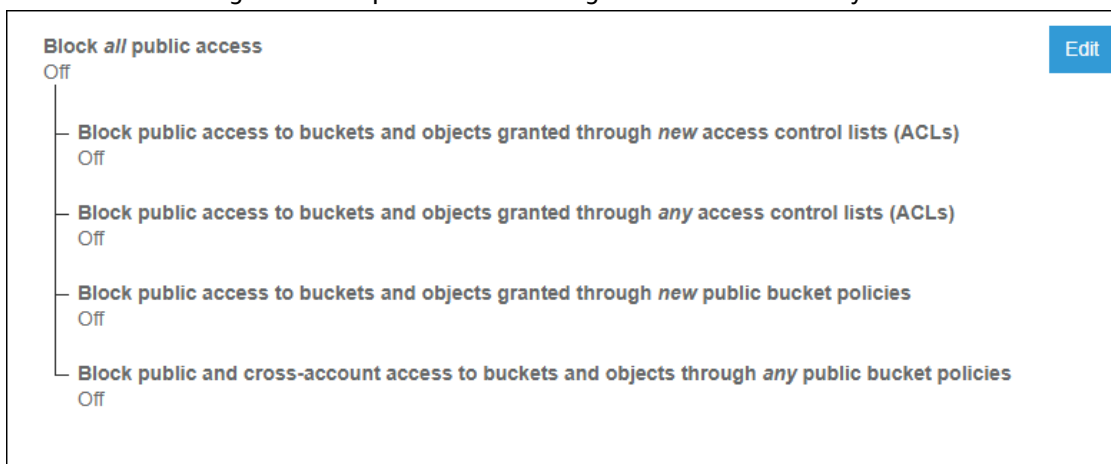 Block all public access
Edit
Off
Block public access to buckets and objects granted through new access control lists (ACLs)
Off
Block public access to buckets and objects granted through any access control lists (ACLs)
Off
Block public access to buckets and objects granted through new public bucket policies
Off
Block public and cross-account access to buckets and objects through any public bucket policies
Off